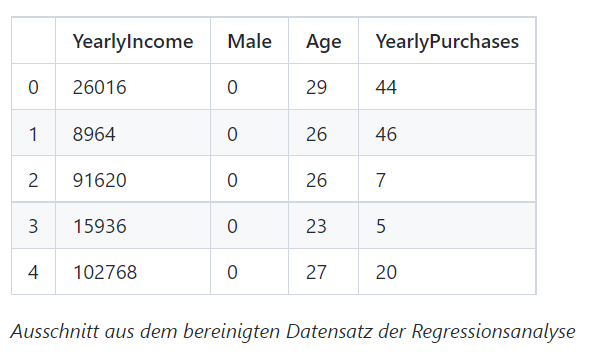 YearlyIncome Male Age YearlyPurchases
0 26016 0 29 44
1 8964 0 26 46
2 91620 0 26 7
3 15936 0 23 5
4 102768 0 27 20
Ausschnitt aus dem bereinigten Datensatz der Regressionsanalyse